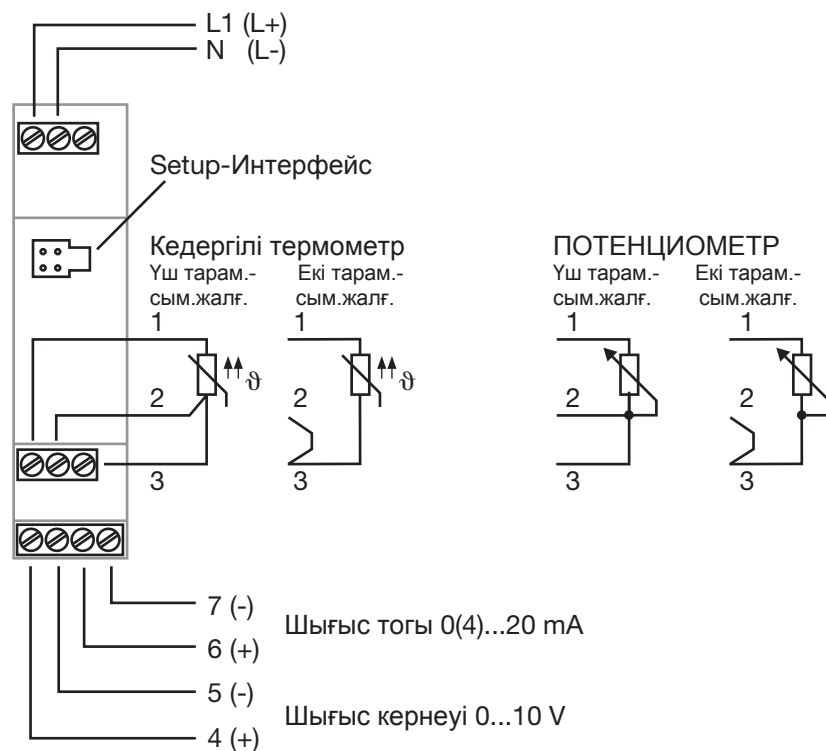 L1 (L+)
N (L-)
Setup-Интерфейс
Кедергілі термометр
Үш тарам.-
сым.жалғ.
Екі тарам.-
сым.жалғ.
1
2
3
ϑ
1
2
3
ϑ
ПОТЕНЦИОМЕТР
Үш тарам.-
сым.жалғ.
Екі тарам.-
сым.жалғ.
1
2
3
1
2
3
7 (-)
6 (+)
Шығыс тогы 0(4)...20 mA
5 (-)
4 (+)
Шығыс кернеуі 0...10 V